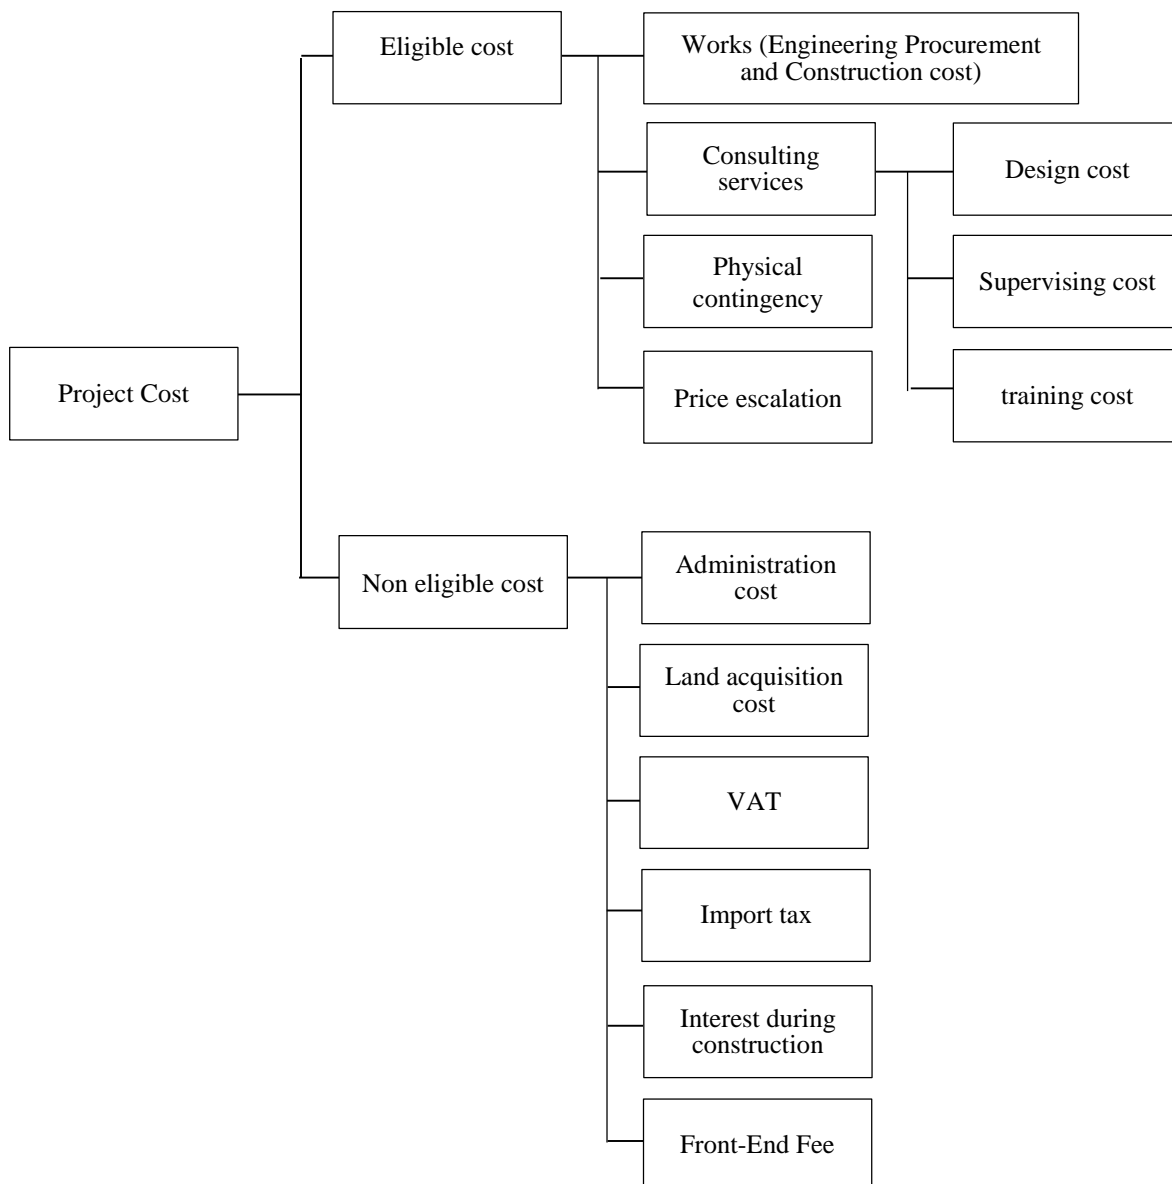 Eligible cost
Works (Engineering Procurement
and Construction cost)
Consulting
services
Design cost
Physical
contingency
Supervising cost
Project Cost
Price escalation
training cost
Non eligible cost
Administration
cost
Land acquisition
cost
VAT
Import tax
Interest during
construction
Front-End Fee